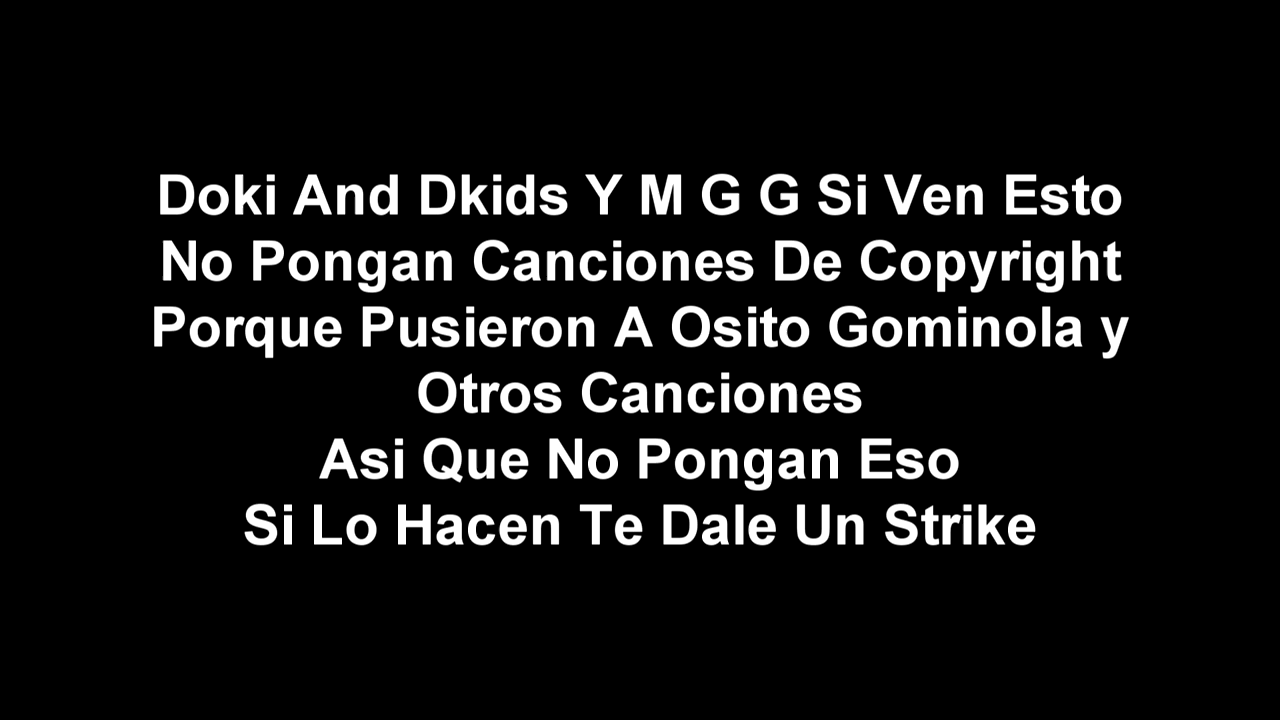 Doki And Dkids Y M G G Si Ven Esto
No Pongan Canciones De Copyright
Porque Pusieron A Osito Gominola y
Otros Canciones
Asi Que No Pongan Eso
Si Lo Hacen Te Dale Un Strike